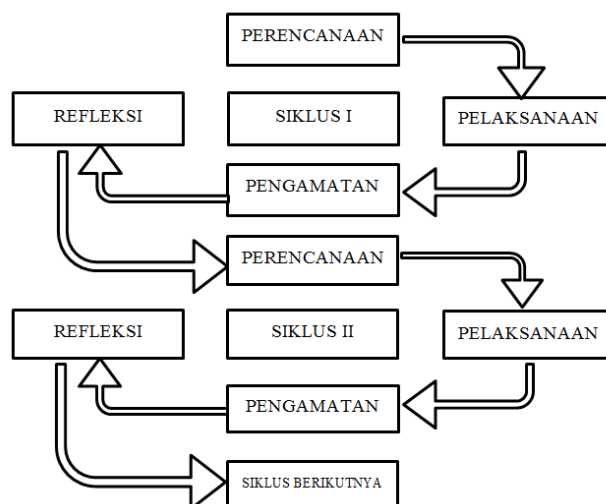 PERENCANAAN
REFLEKSI
SIKLUS I
PELAKSANAAN
PENGAMATAN
PERENCANAAN
REFLEKSI
SIKLUS II
PELAKSANAAN
PENGAMATAN
SIKLUS BERIKUTNYA